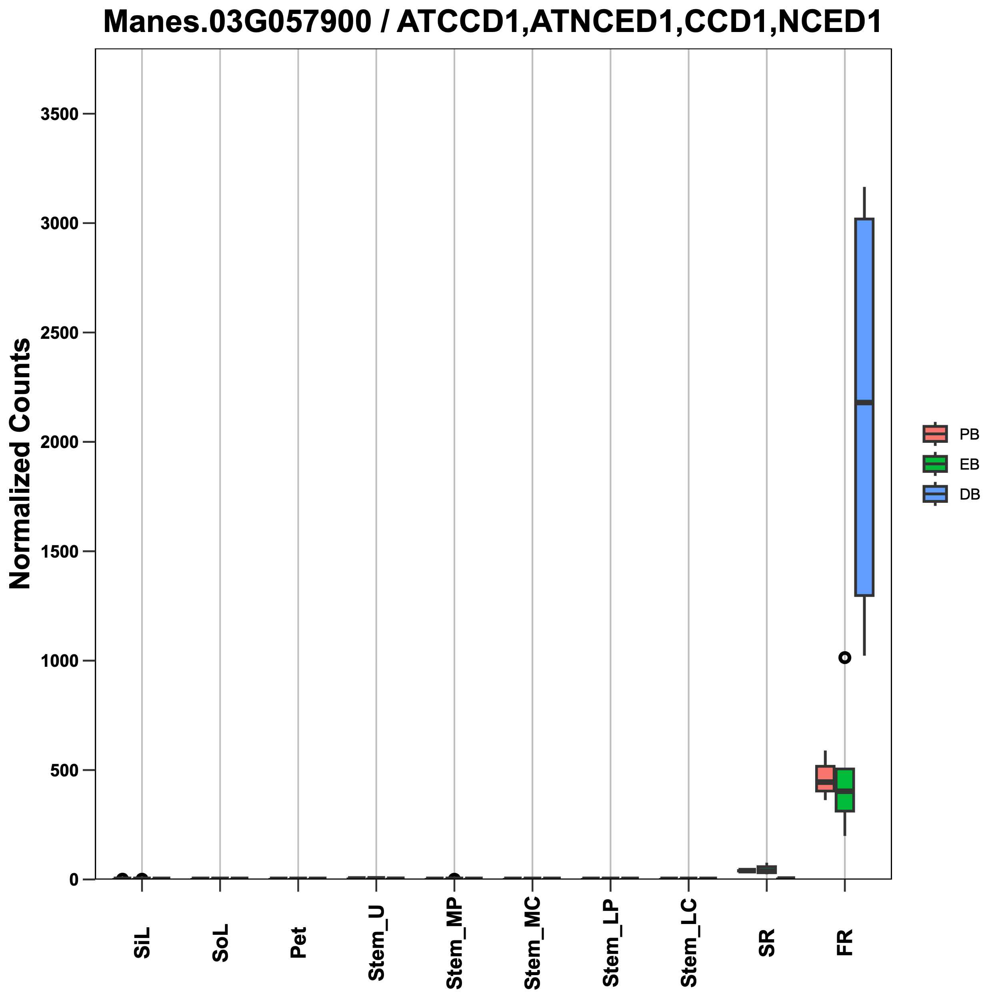 Manes.03G057900 / ATCCD1,ATNCED1,CCD1,NCED1
Normalized Counts
3500
3000
2500
2000
1500
1000
500
0
SiL
SoL
Pet
Stem_U
Stem_MP
Stem_MC
Stem_LP
Stem_LC
SR
FR
PB
EB
DB